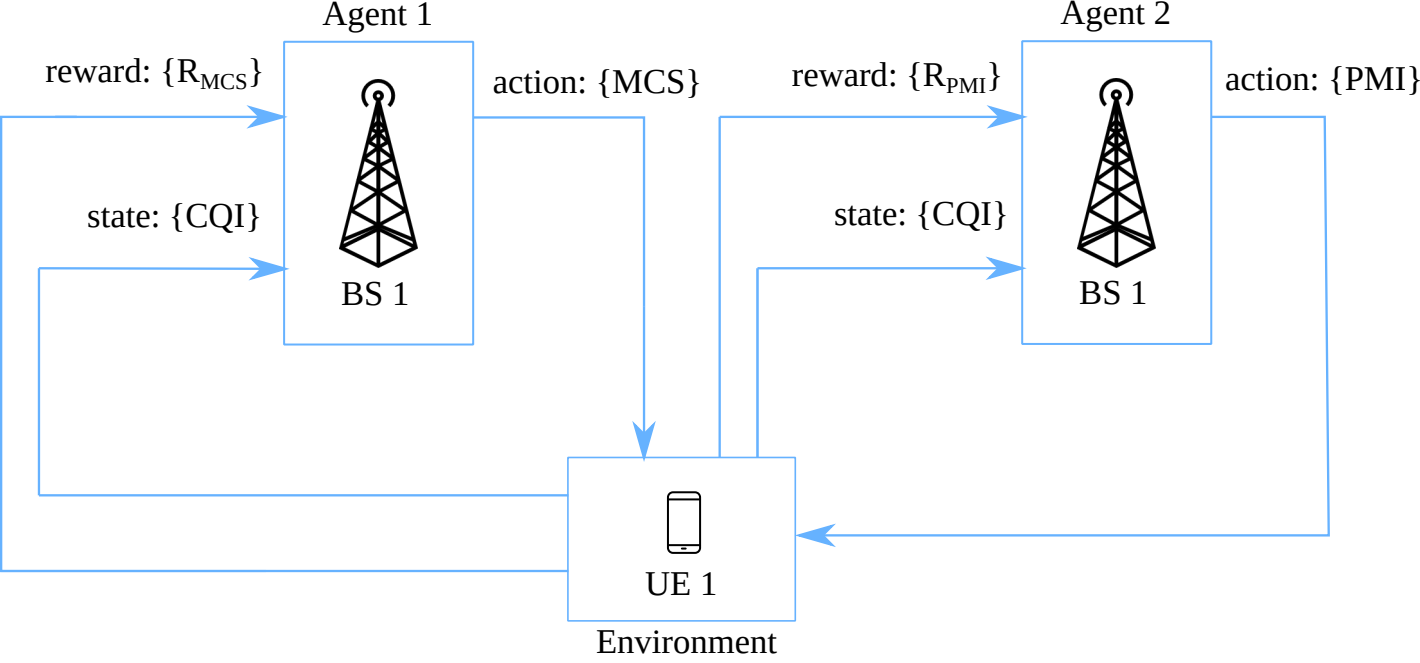 Agent 1
reward: {R_MCS}
action: {MCS}
state: {CQI}
BS 1
Agent 2
reward: {R_PMI}
action: {PMI}
state: {CQI}
BS 1
UE 1
Environment